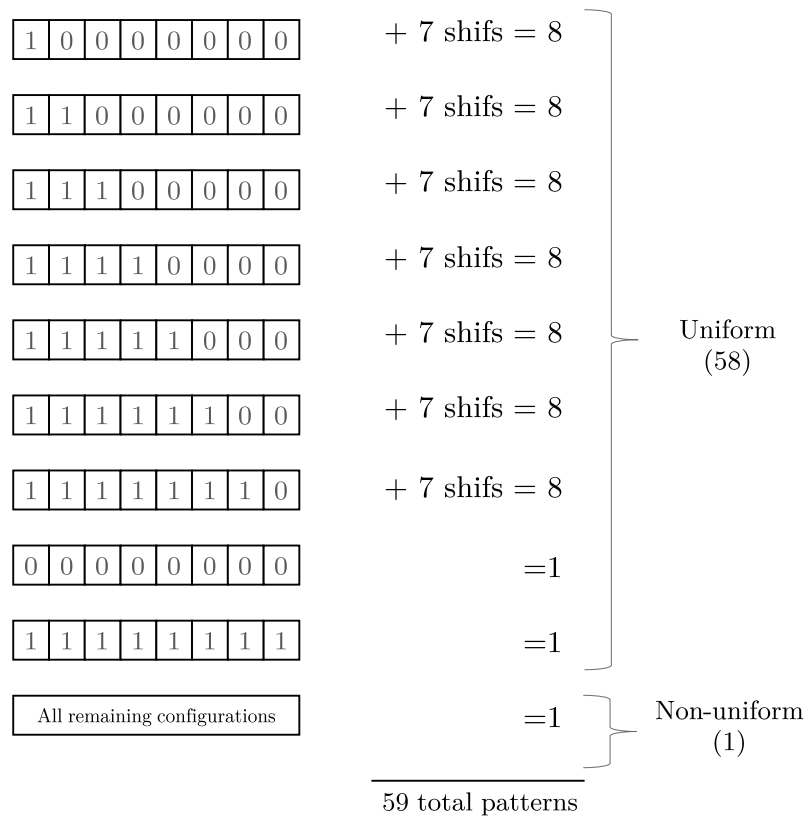 1 0 0 0 0 0 0 0 + 7 shifs = 8
1 1 0 0 0 0 0 0 + 7 shifs = 8
1 1 1 0 0 0 0 0 + 7 shifs = 8
1 1 1 1 0 0 0 0 + 7 shifs = 8
1 1 1 1 1 0 0 0 + 7 shifs = 8
1 1 1 1 1 1 0 0 + 7 shifs = 8
1 1 1 1 1 1 1 0 + 7 shifs = 8
0 0 0 0 0 0 0 0 =1
1 1 1 1 1 1 1 1 =1
Uniform
(58)
All remaining configurations =1
Non-uniform
(1)
59 total patterns